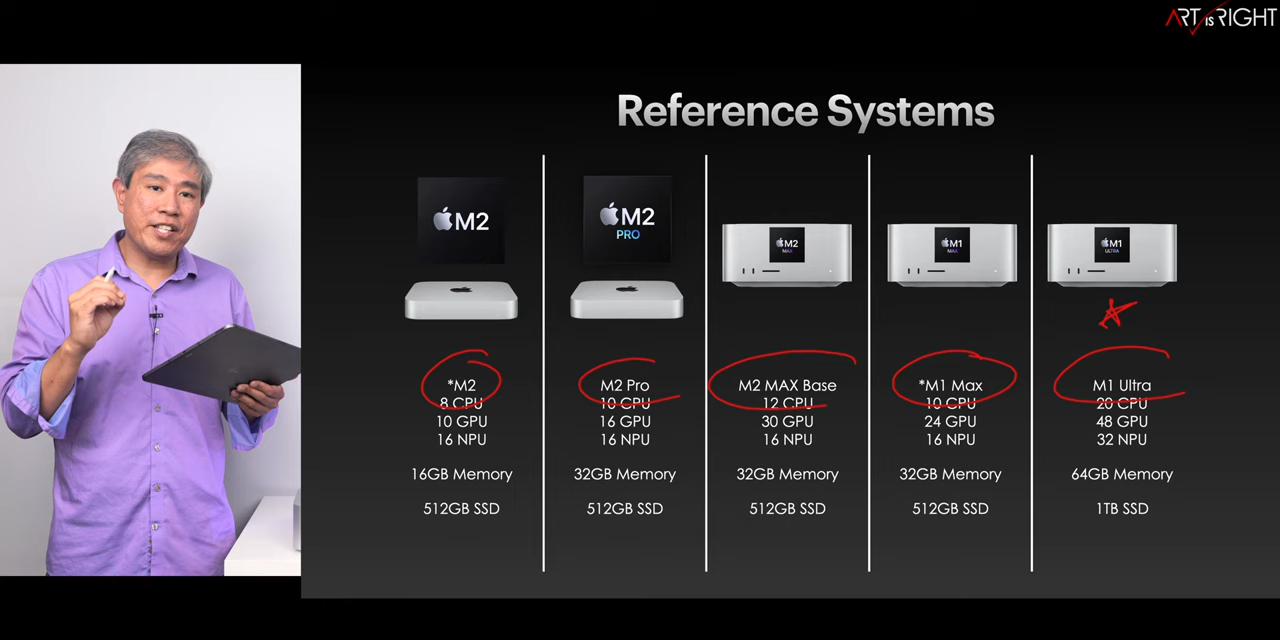 ART IS RIGHT
Reference Systems
M2
M2
PRO
M2
MAX
M1
MAX
M1
ULTRA
*M2
8 CPU
10 GPU
16 NPU
16GB Memory
512GB SSD
M2 Pro
10 CPU
16 GPU
16 NPU
32GB Memory
512GB SSD
M2 MAX Base
12 CPU
30 GPU
16 NPU
32GB Memory
512GB SSD
*M1 Max
10 CPU
24 GPU
16 NPU
32GB Memory
512GB SSD
M1 Ultra
20 CPU
48 GPU
32 NPU
64GB Memory
1TB SSD